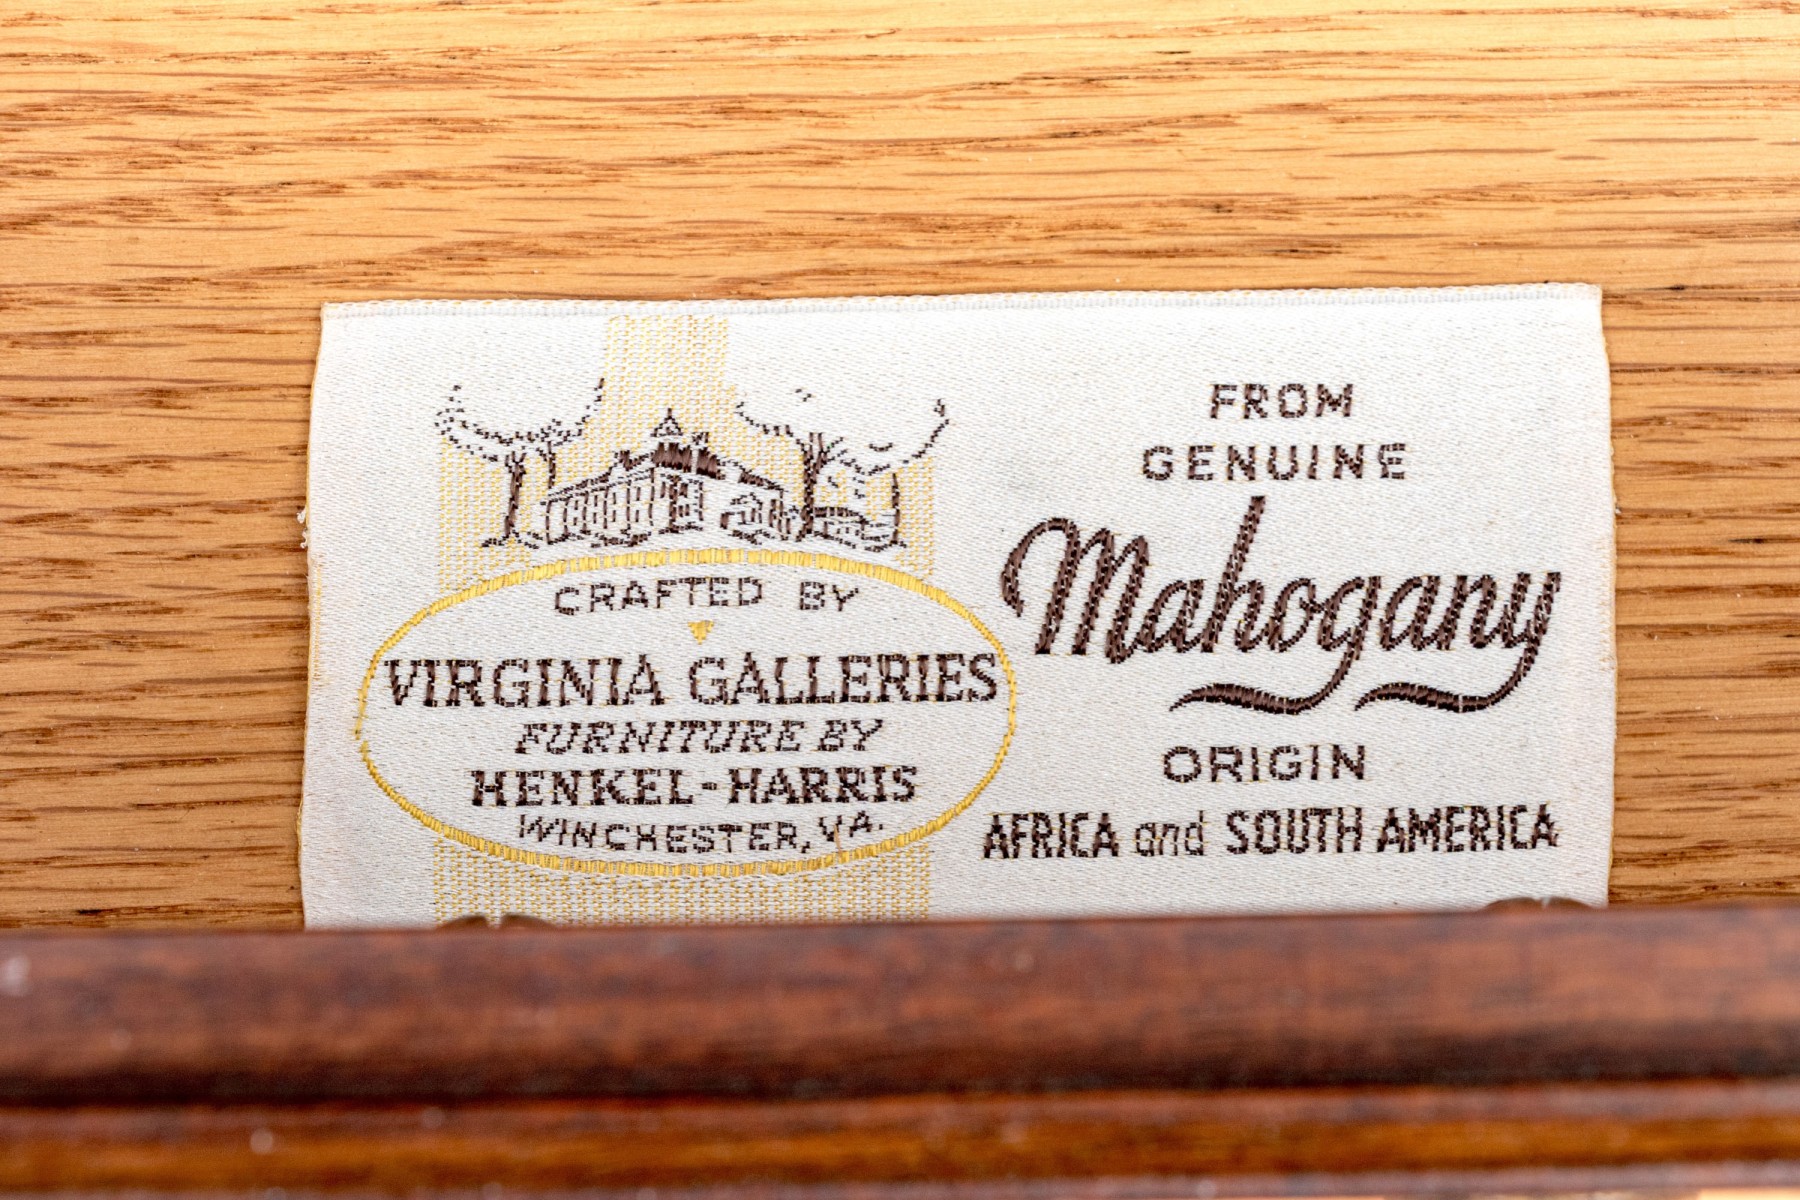 CRAFTED BY
VIRGINIA GALLERIES
FURNITURE BY
HENKEL-HARRIS
WINCHESTER, VA.
FROM
GENUINE
Mahogany
ORIGIN
AFRICA and SOUTH AMERICA